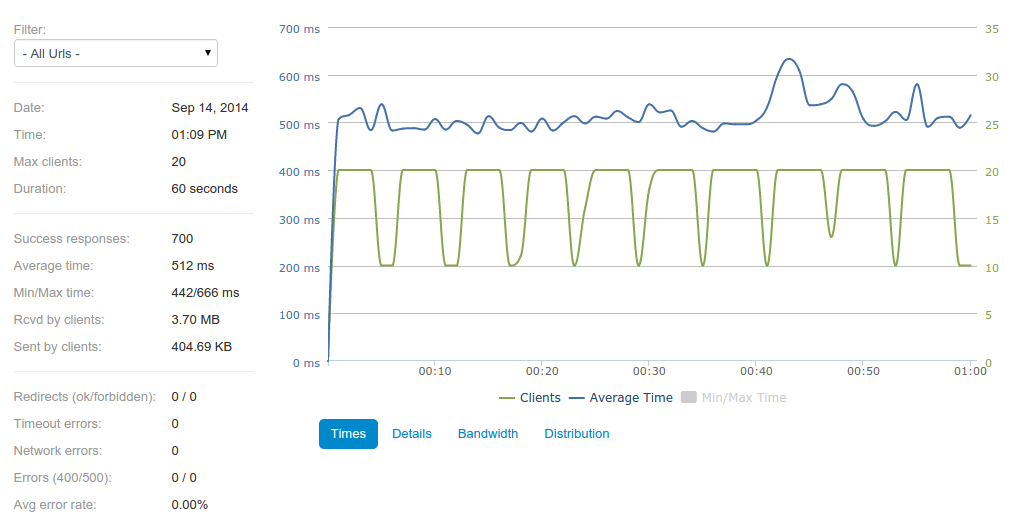 Filter:
- All Urls -
Date: Sep 14, 2014
Time: 01:09 PM
Max clients: 20
Duration: 60 seconds
Success responses: 700
Average time: 512 ms
Min/Max time: 442/666 ms
Rcvd by clients: 3.70 MB
Sent by clients: 404.69 KB
Redirects (ok/forbidden): 0 / 0
Timeout errors: 0
Network errors: 0
Errors (400/500): 0 / 0
Avg error rate: 0.00%
700 ms 35
600 ms 30
500 ms 25
400 ms 20
300 ms 15
200 ms 10
100 ms 5
0 ms 0
00:10 00:20 00:30 00:40 00:50 01:00
Clients Average Time Min/Max Time
Times Details Bandwidth Distribution